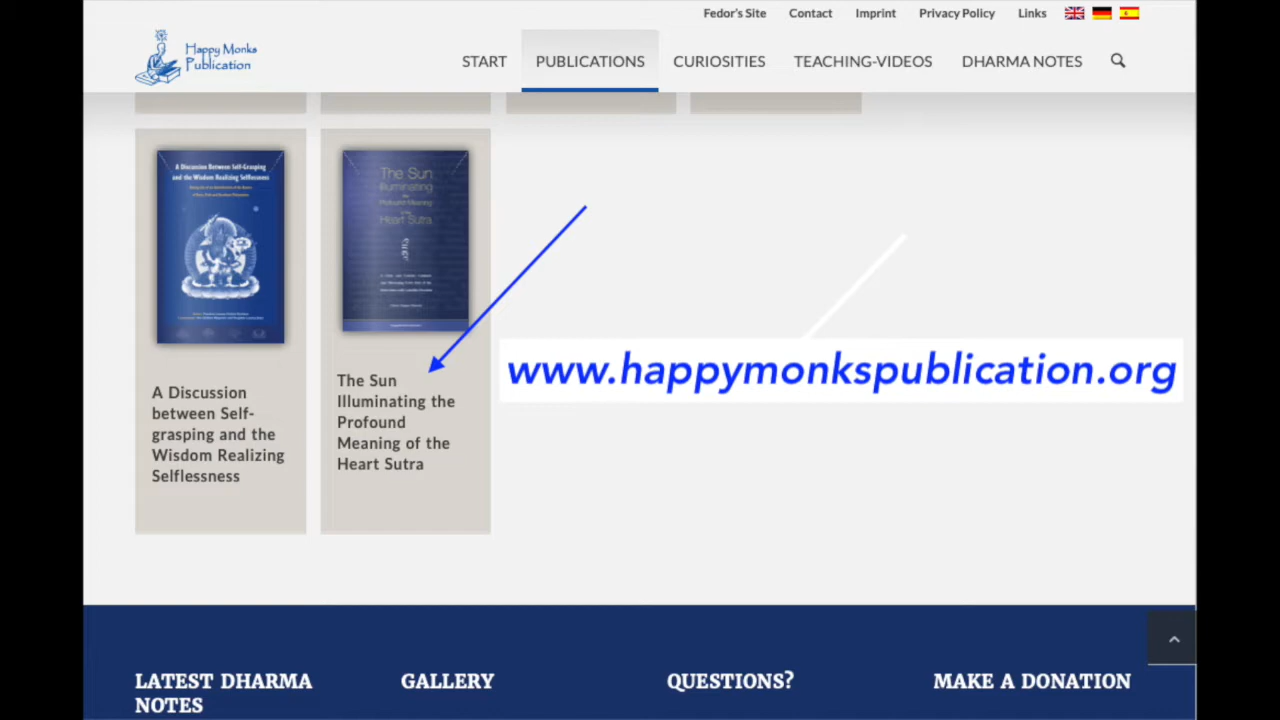 Fedor's Site Contact Imprint Privacy Policy Links
Happy Monks
Publication
START PUBLICATIONS CURIOSITIES TEACHING-VIDEOS DHARMA NOTES
A Discussion Between Self-Grasping
and the Wisdom Realizing Selflessness
The Sun
Illuminating
the
Profound Meaning
of the
Heart Sutra
A Discussion
between Self-
grasping and the
Wisdom Realizing
Selflessness
The Sun
Illuminating the
Profound
Meaning of the
Heart Sutra
www.happymonkspublication.org
LATEST DHARMA
NOTES
GALLERY
QUESTIONS?
MAKE A DONATION